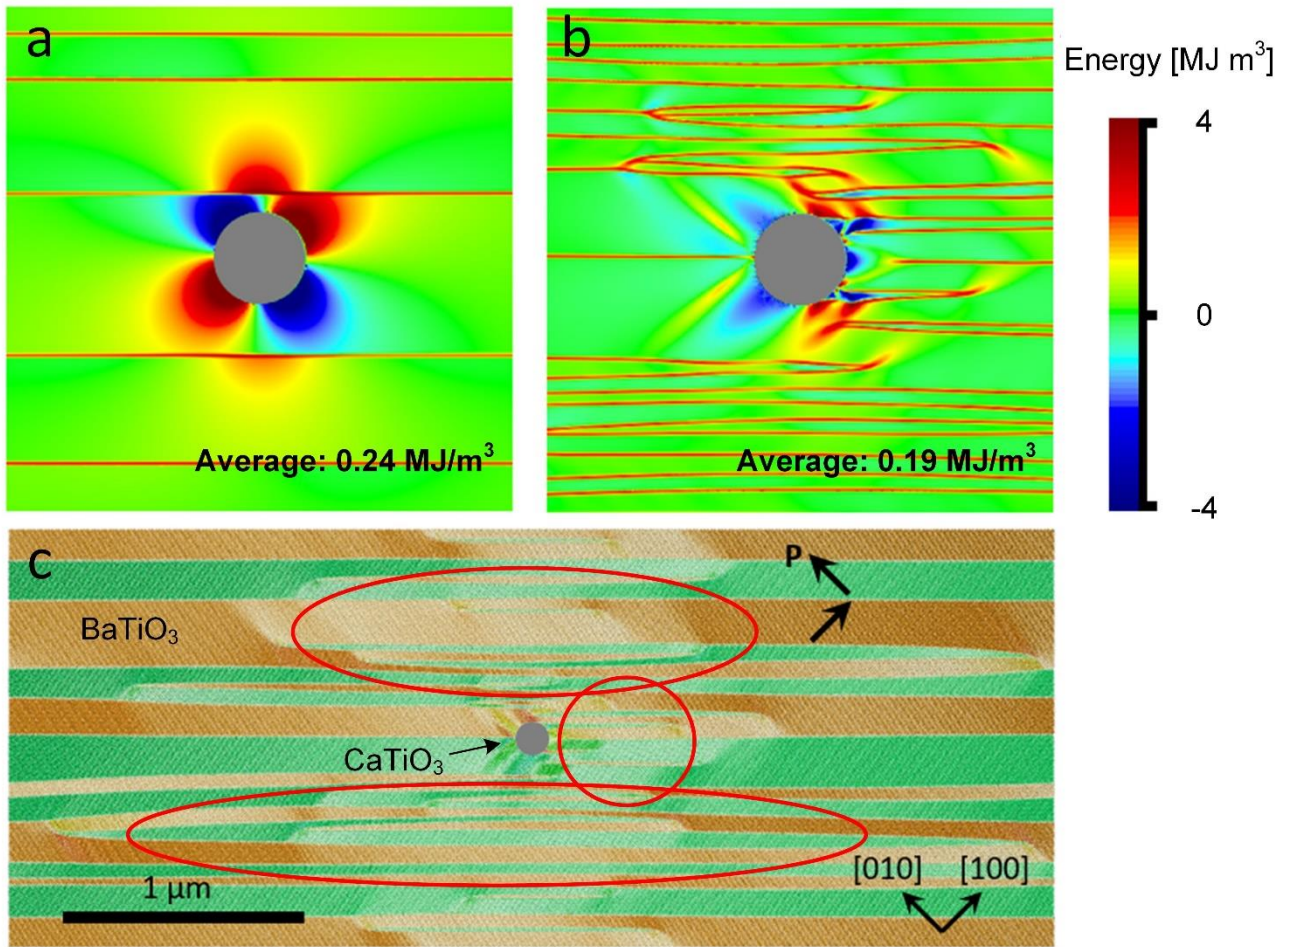 a
b
Energy [MJ m³]
4
0
-4
Average: 0.24 MJ/m³
Average: 0.19 MJ/m³
c
P
BaTiO₃
CaTiO₃
1 μm
[010] [100]